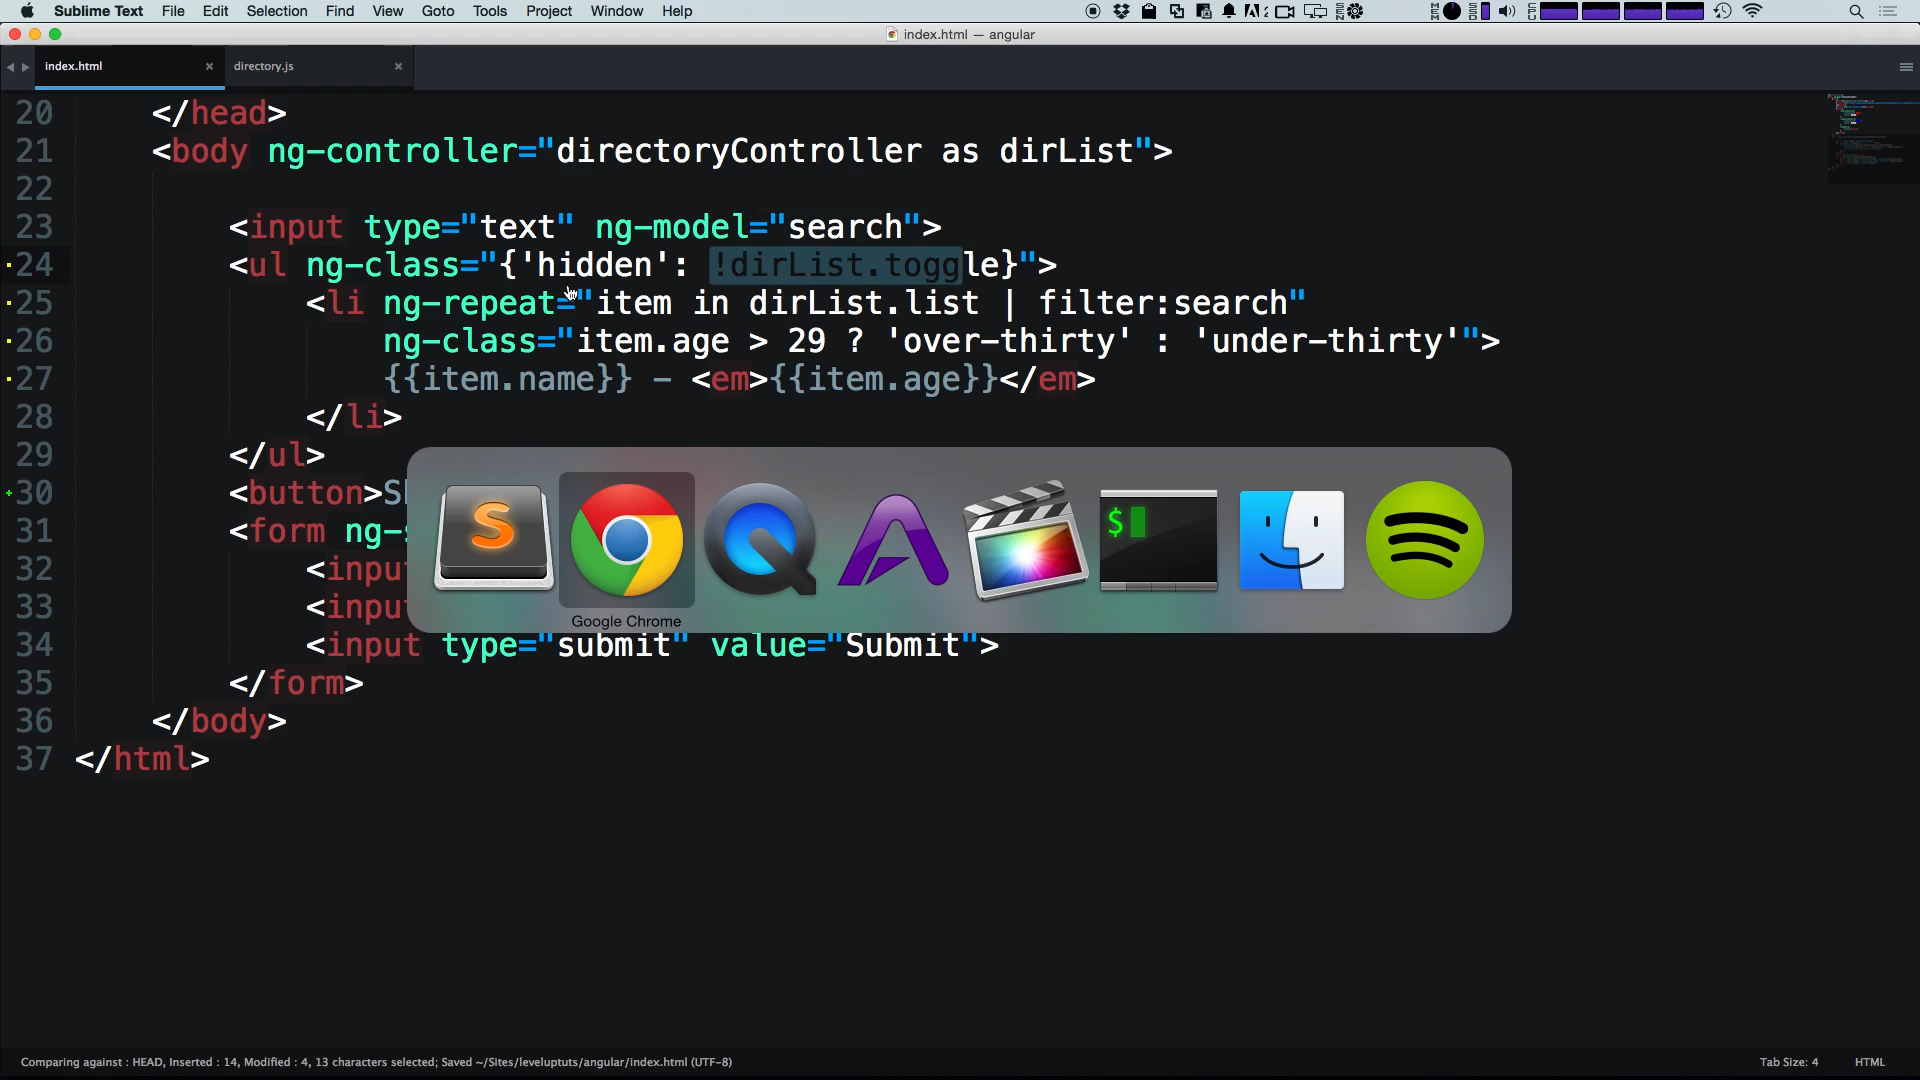 Sublime Text File Edit Selection Find View Goto Tools Project Window Help
index.html — angular
index.html directory.js
20 </head>
21 <body ng-controller="directoryController as dirList">
22
23 <input type="text" ng-model="search">
24 <ul ng-class="{'hidden': !dirList.toggle}">
25 <li ng-repeat="item in dirList.list | filter:search"
26 ng-class="item.age > 29 ? 'over-thirty' : 'under-thirty'">
27 {{item.name}} - <em>{{item.age}}</em>
28 </li>
29 </ul>
30 <button>S
31 <form ng-
32 <inpu
33 <inpu
34 <input type="submit" value="Submit">
35 </form>
36 </body>
37 </html>
Google Chrome
Comparing against : HEAD, Inserted : 14, Modified : 4, 13 characters selected; Saved ~/Sites/leveluptuts/angular/index.html (UTF-8) Tab Size: 4 HTML